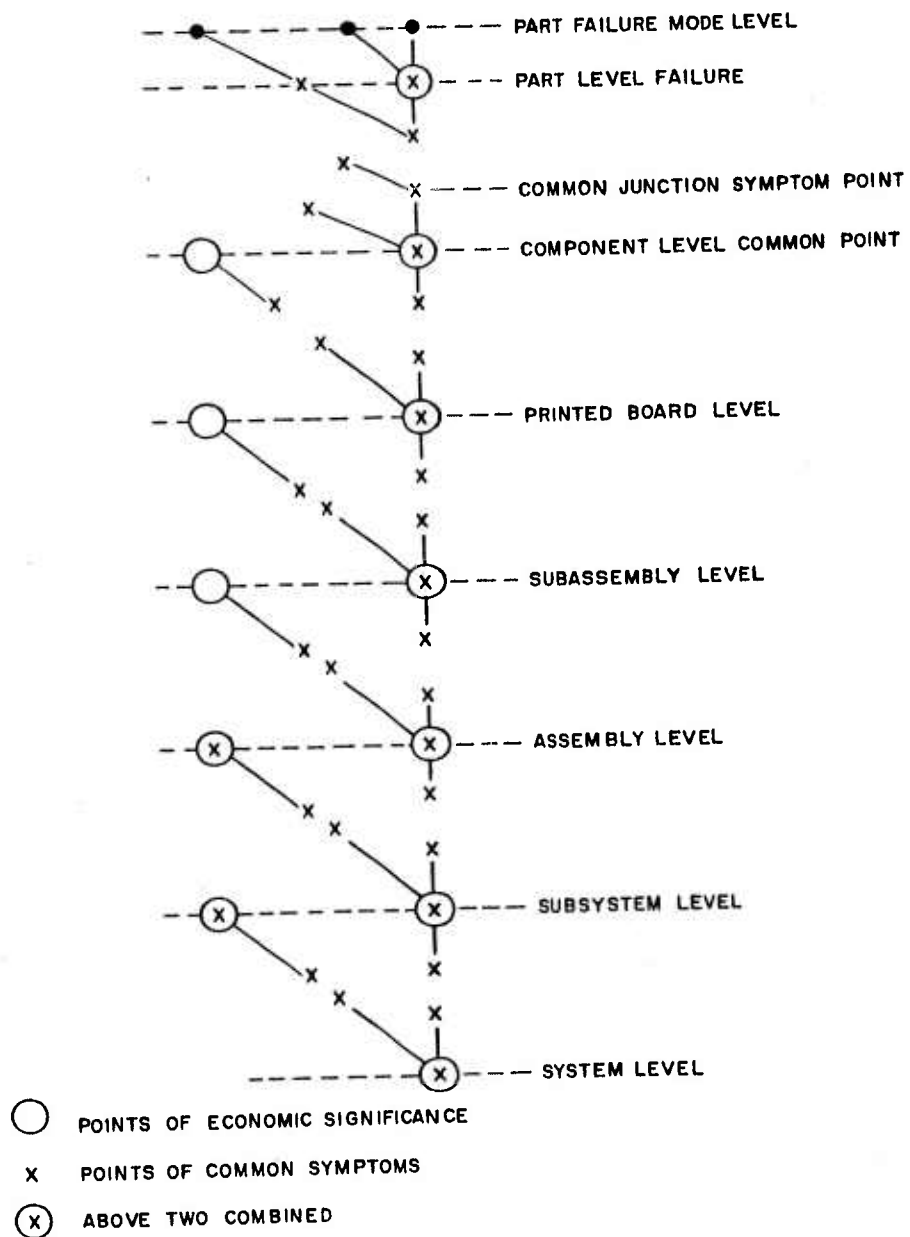 PART FAILURE MODE LEVEL
PART LEVEL FAILURE
COMMON JUNCTION SYMPTOM POINT
COMPONENT LEVEL COMMON POINT
PRINTED BOARD LEVEL
SUBASSEMBLY LEVEL
ASSEMBLY LEVEL
SUBSYSTEM LEVEL
SYSTEM LEVEL
POINTS OF ECONOMIC SIGNIFICANCE
X POINTS OF COMMON SYMPTOMS
X ABOVE TWO COMBINED